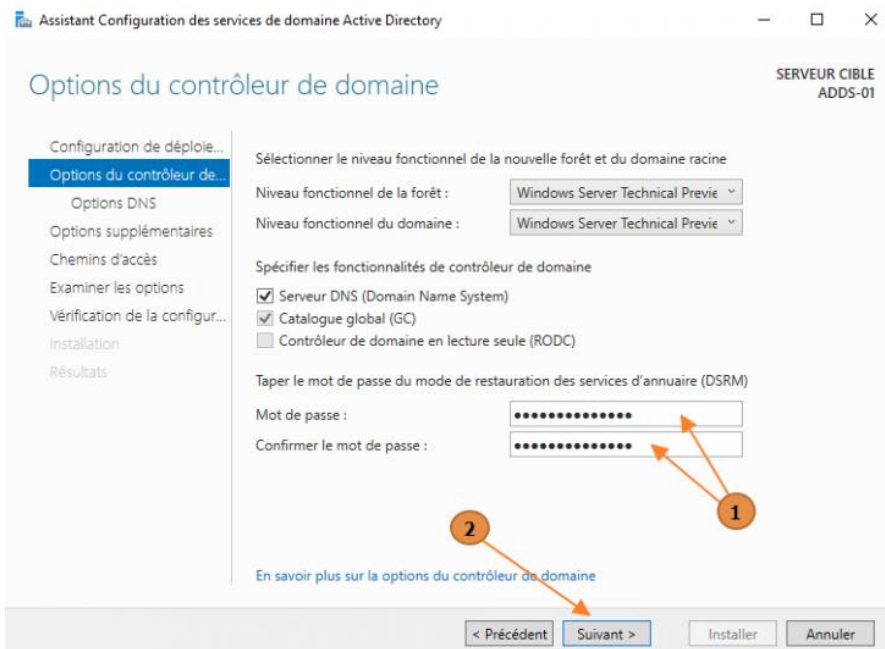 Assistant Configuration des services de domaine Active Directory
Options du contrôleur de domaine
SERVEUR CIBLE
ADDS-01
Configuration de déploie...
Options du contrôleur de...
Options DNS
Options supplémentaires
Chemins d'accès
Examiner les options
Vérification de la configur...
Installation
Résultats
Sélectionner le niveau fonctionnel de la nouvelle forêt et du domaine racine
Niveau fonctionnel de la forêt : Windows Server Technical Previe
Niveau fonctionnel du domaine : Windows Server Technical Previe
Spécifier les fonctionnalités de contrôleur de domaine
Serveur DNS (Domain Name System)
Catalogue global (GC)
Contrôleur de domaine en lecture seule (RODC)
Taper le mot de passe du mode de restauration des services d'annuaire (DSRM)
Mot de passe : ••••••••••••••
Confirmer le mot de passe : ••••••••••••••
1
2
En savoir plus sur la options du contrôleur de domaine
< Précédent Suivant > Installer Annuler